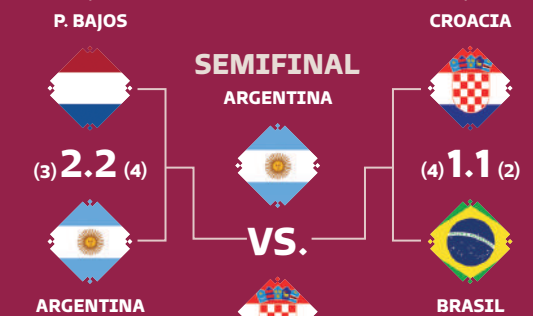 P. BAJOS
CROACIA
SEMIFINAL
ARGENTINA
(3) 2.2 (4)
(4) 1.1 (2)
VS.
ARGENTINA
BRASIL